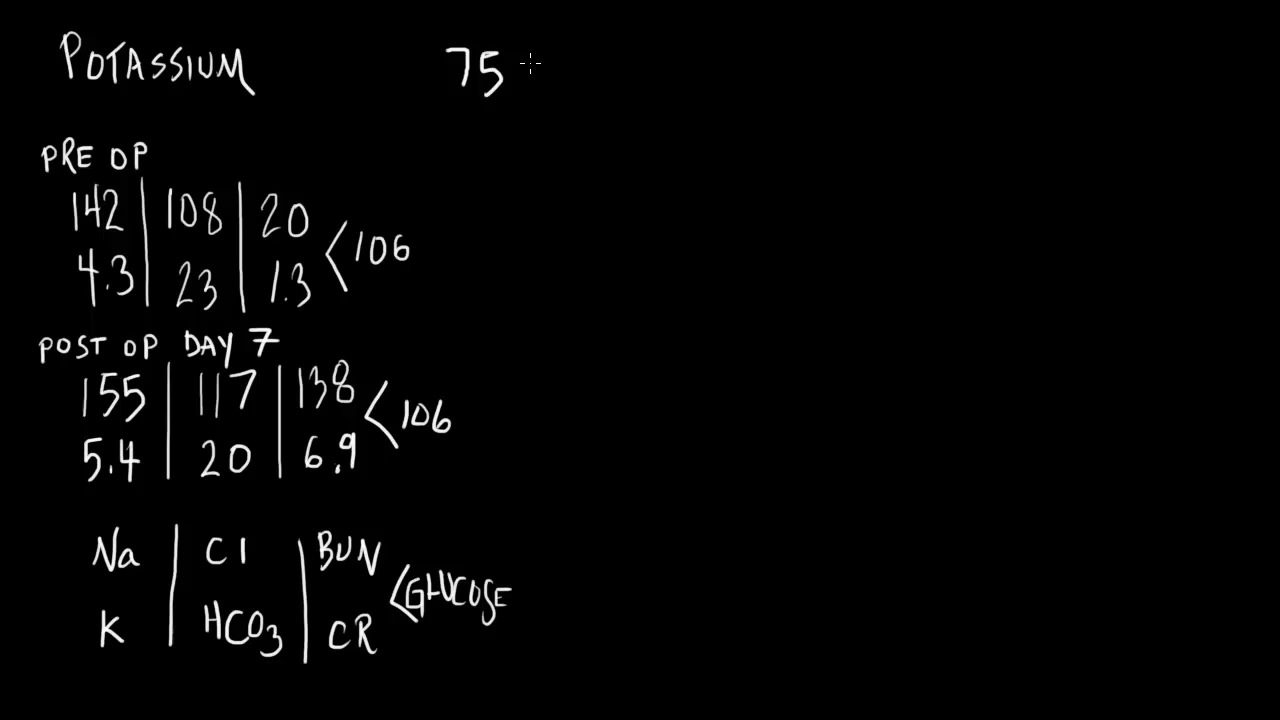 POTASSIUM 75
PRE OP
142 | 108 | 20 < 106
4.3 | 23 | 1.3
POST OP DAY 7
155 | 117 | 138 < 106
5.4 | 20 | 6.9
Na | Cl | BUN < GLUCOSE
K | HCO3 | CR